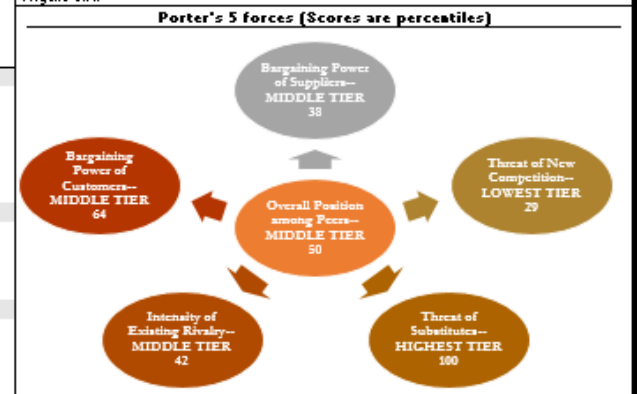 Porter's 5 forces (Scores are percentiles)
Bargaining Power
of Suppliers--
MIDDLE TIER
38
Bargaining
Power of
Customers--
MIDDLE TIER
64
Threat of New
Competition--
LOWEST TIER
29
Overall Position
among Peers--
MIDDLE TIER
50
Intensity of
Existing Rivalry--
MIDDLE TIER
42
Threat of
Substitutes--
HIGHEST TIER
100